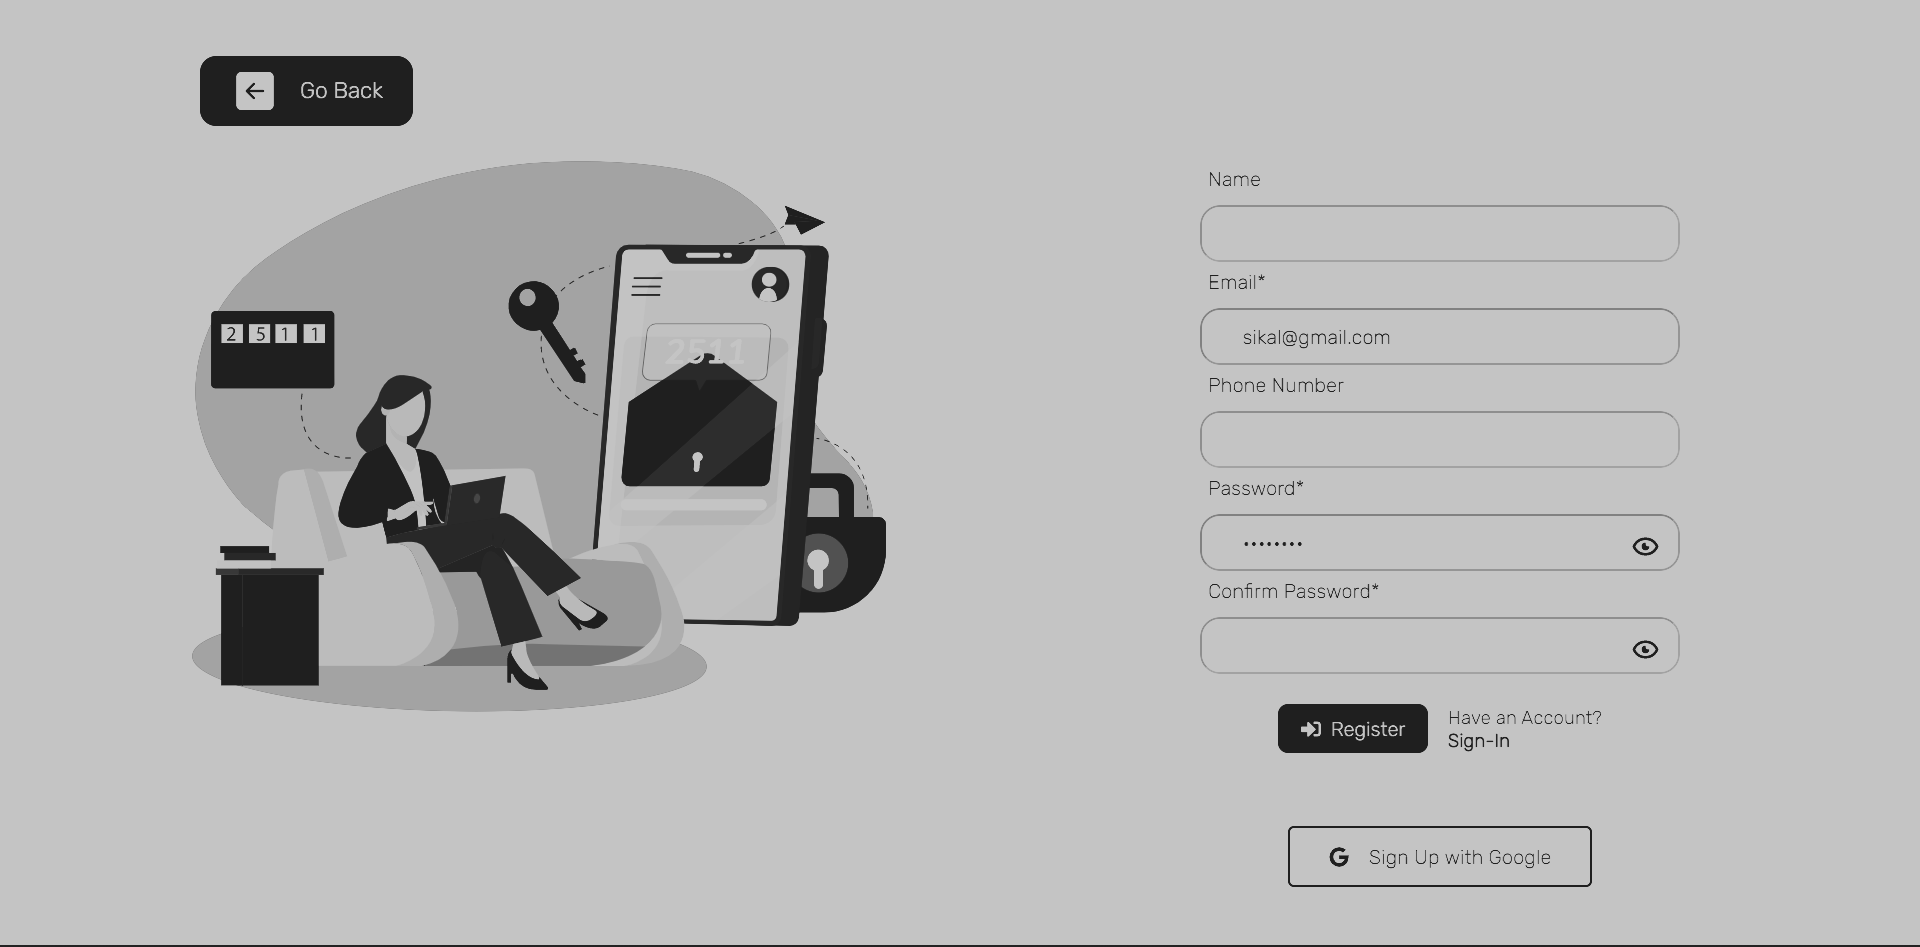 Go Back
2 5 1 1
2511
Name
Email*
sikal@gmail.com
Phone Number
Password*
••••••••
Confirm Password*
Register
Have an Account?
Sign-In
G Sign Up with Google